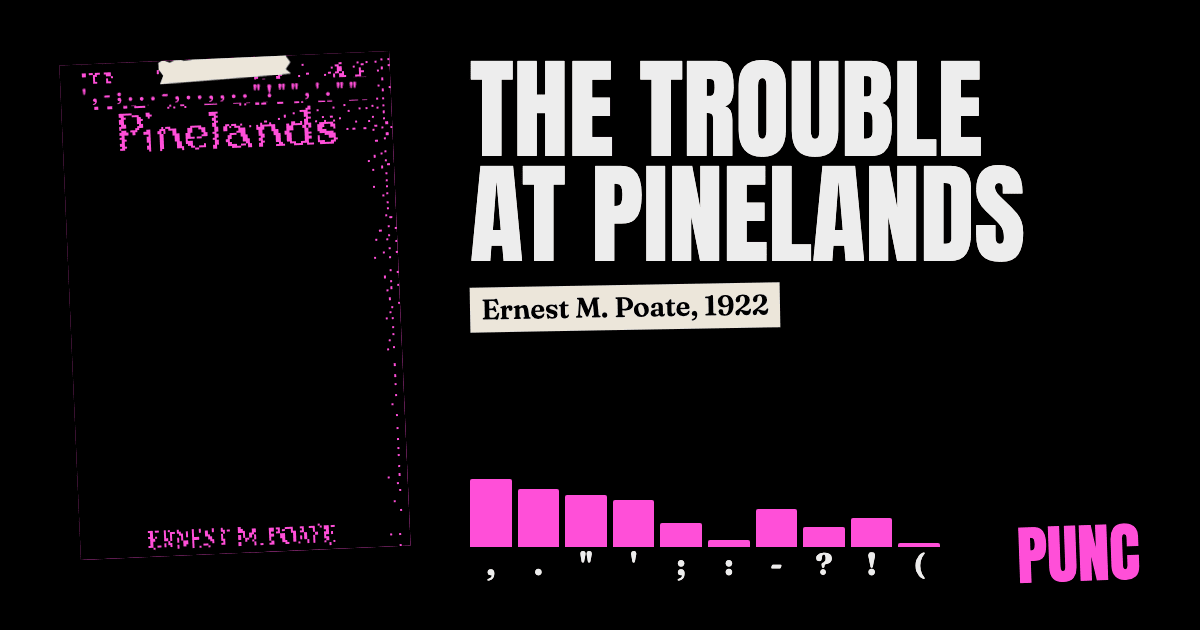 Pinelands
ERNEST M. POATE
THE TROUBLE
AT PINELANDS
Ernest M. Poate, 1922
, . " ' ; : - ? ! (
PUNC